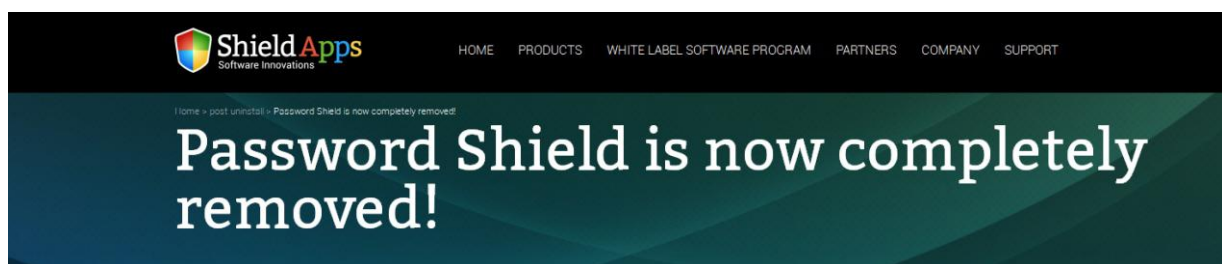 Shield Apps
Software Innovations
HOME PRODUCTS WHITE LABEL SOFTWARE PROGRAM PARTNERS COMPANY SUPPORT
Home » post uninstall » Password Shield is now completely removed!
Password Shield is now completely
removed!